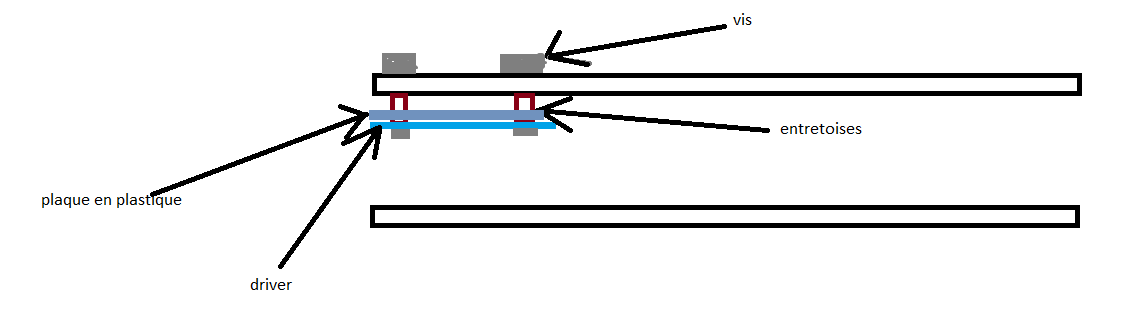 vis
entretoises
plaque en plastique
driver